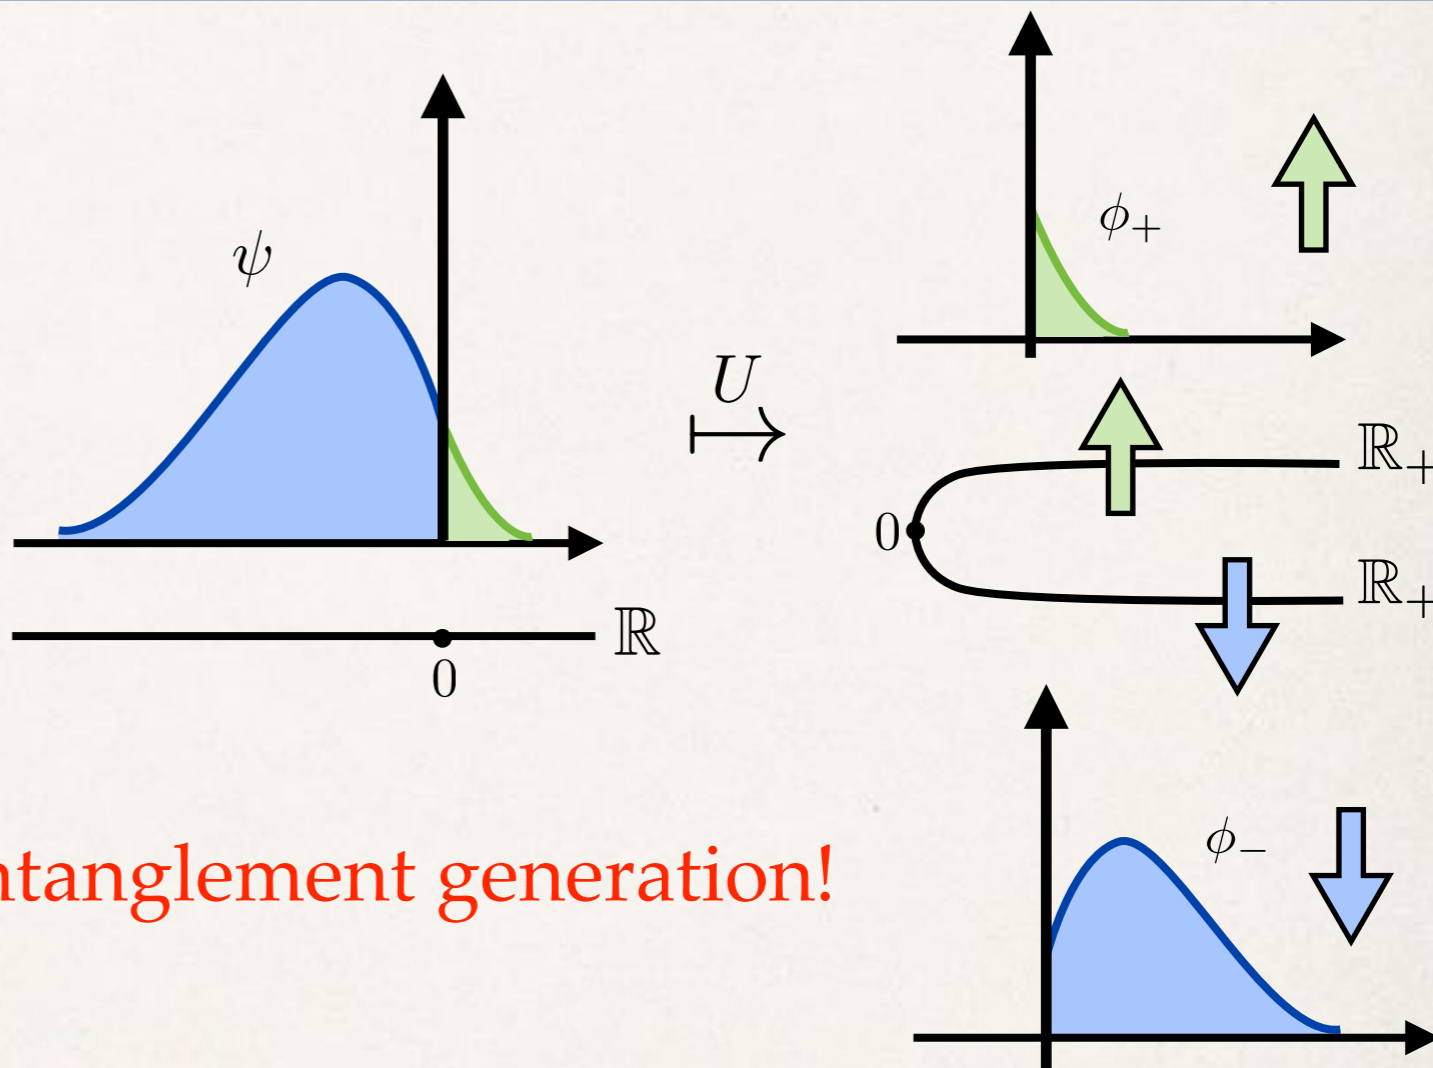 ψ
ϕ₊
U
ℝ₊
0
ℝ₊
ℝ
0
ϕ₋
ntanglement generation!